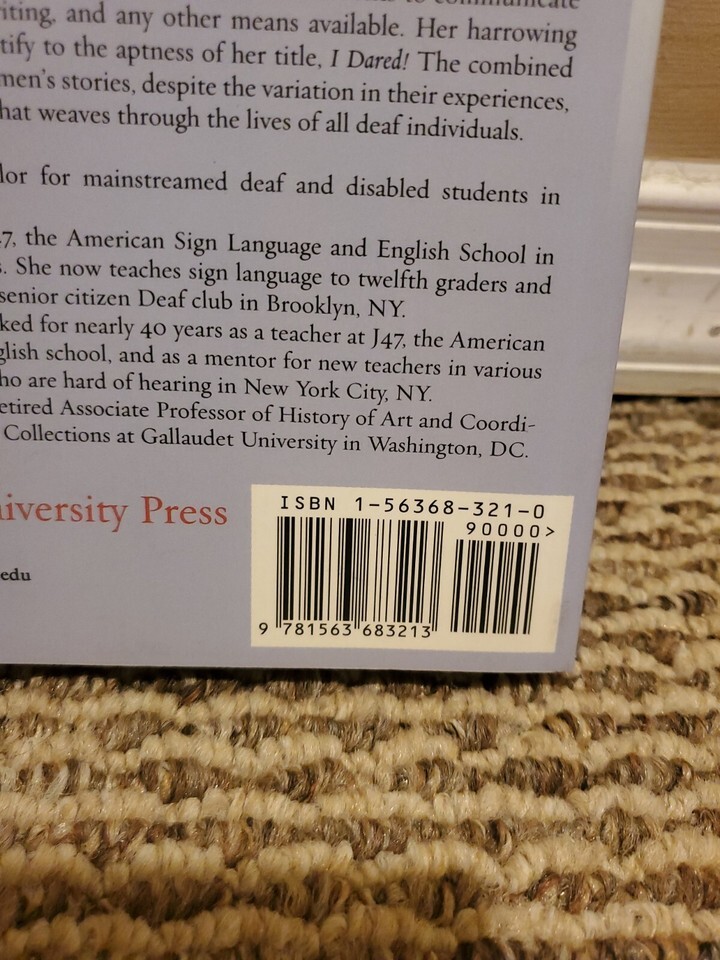 to communicate
iting, and any other means available. Her harrowing
tify to the aptness of her title, I Dared! The combined
men's stories, despite the variation in their experiences,
hat weaves through the lives of all deaf individuals.
lor for mainstreamed deaf and disabled students in
47, the American Sign Language and English School in
s. She now teaches sign language to twelfth graders and
senior citizen Deaf club in Brooklyn, NY.
ked for nearly 40 years as a teacher at J47, the American
glish school, and as a mentor for new teachers in various
ho are hard of hearing in New York City, NY.
etired Associate Professor of History of Art and Coordi-
Collections at Gallaudet University in Washington, DC.
iversity Press
edu
ISBN 1-56368-321-0
90000>
9 781563 683213